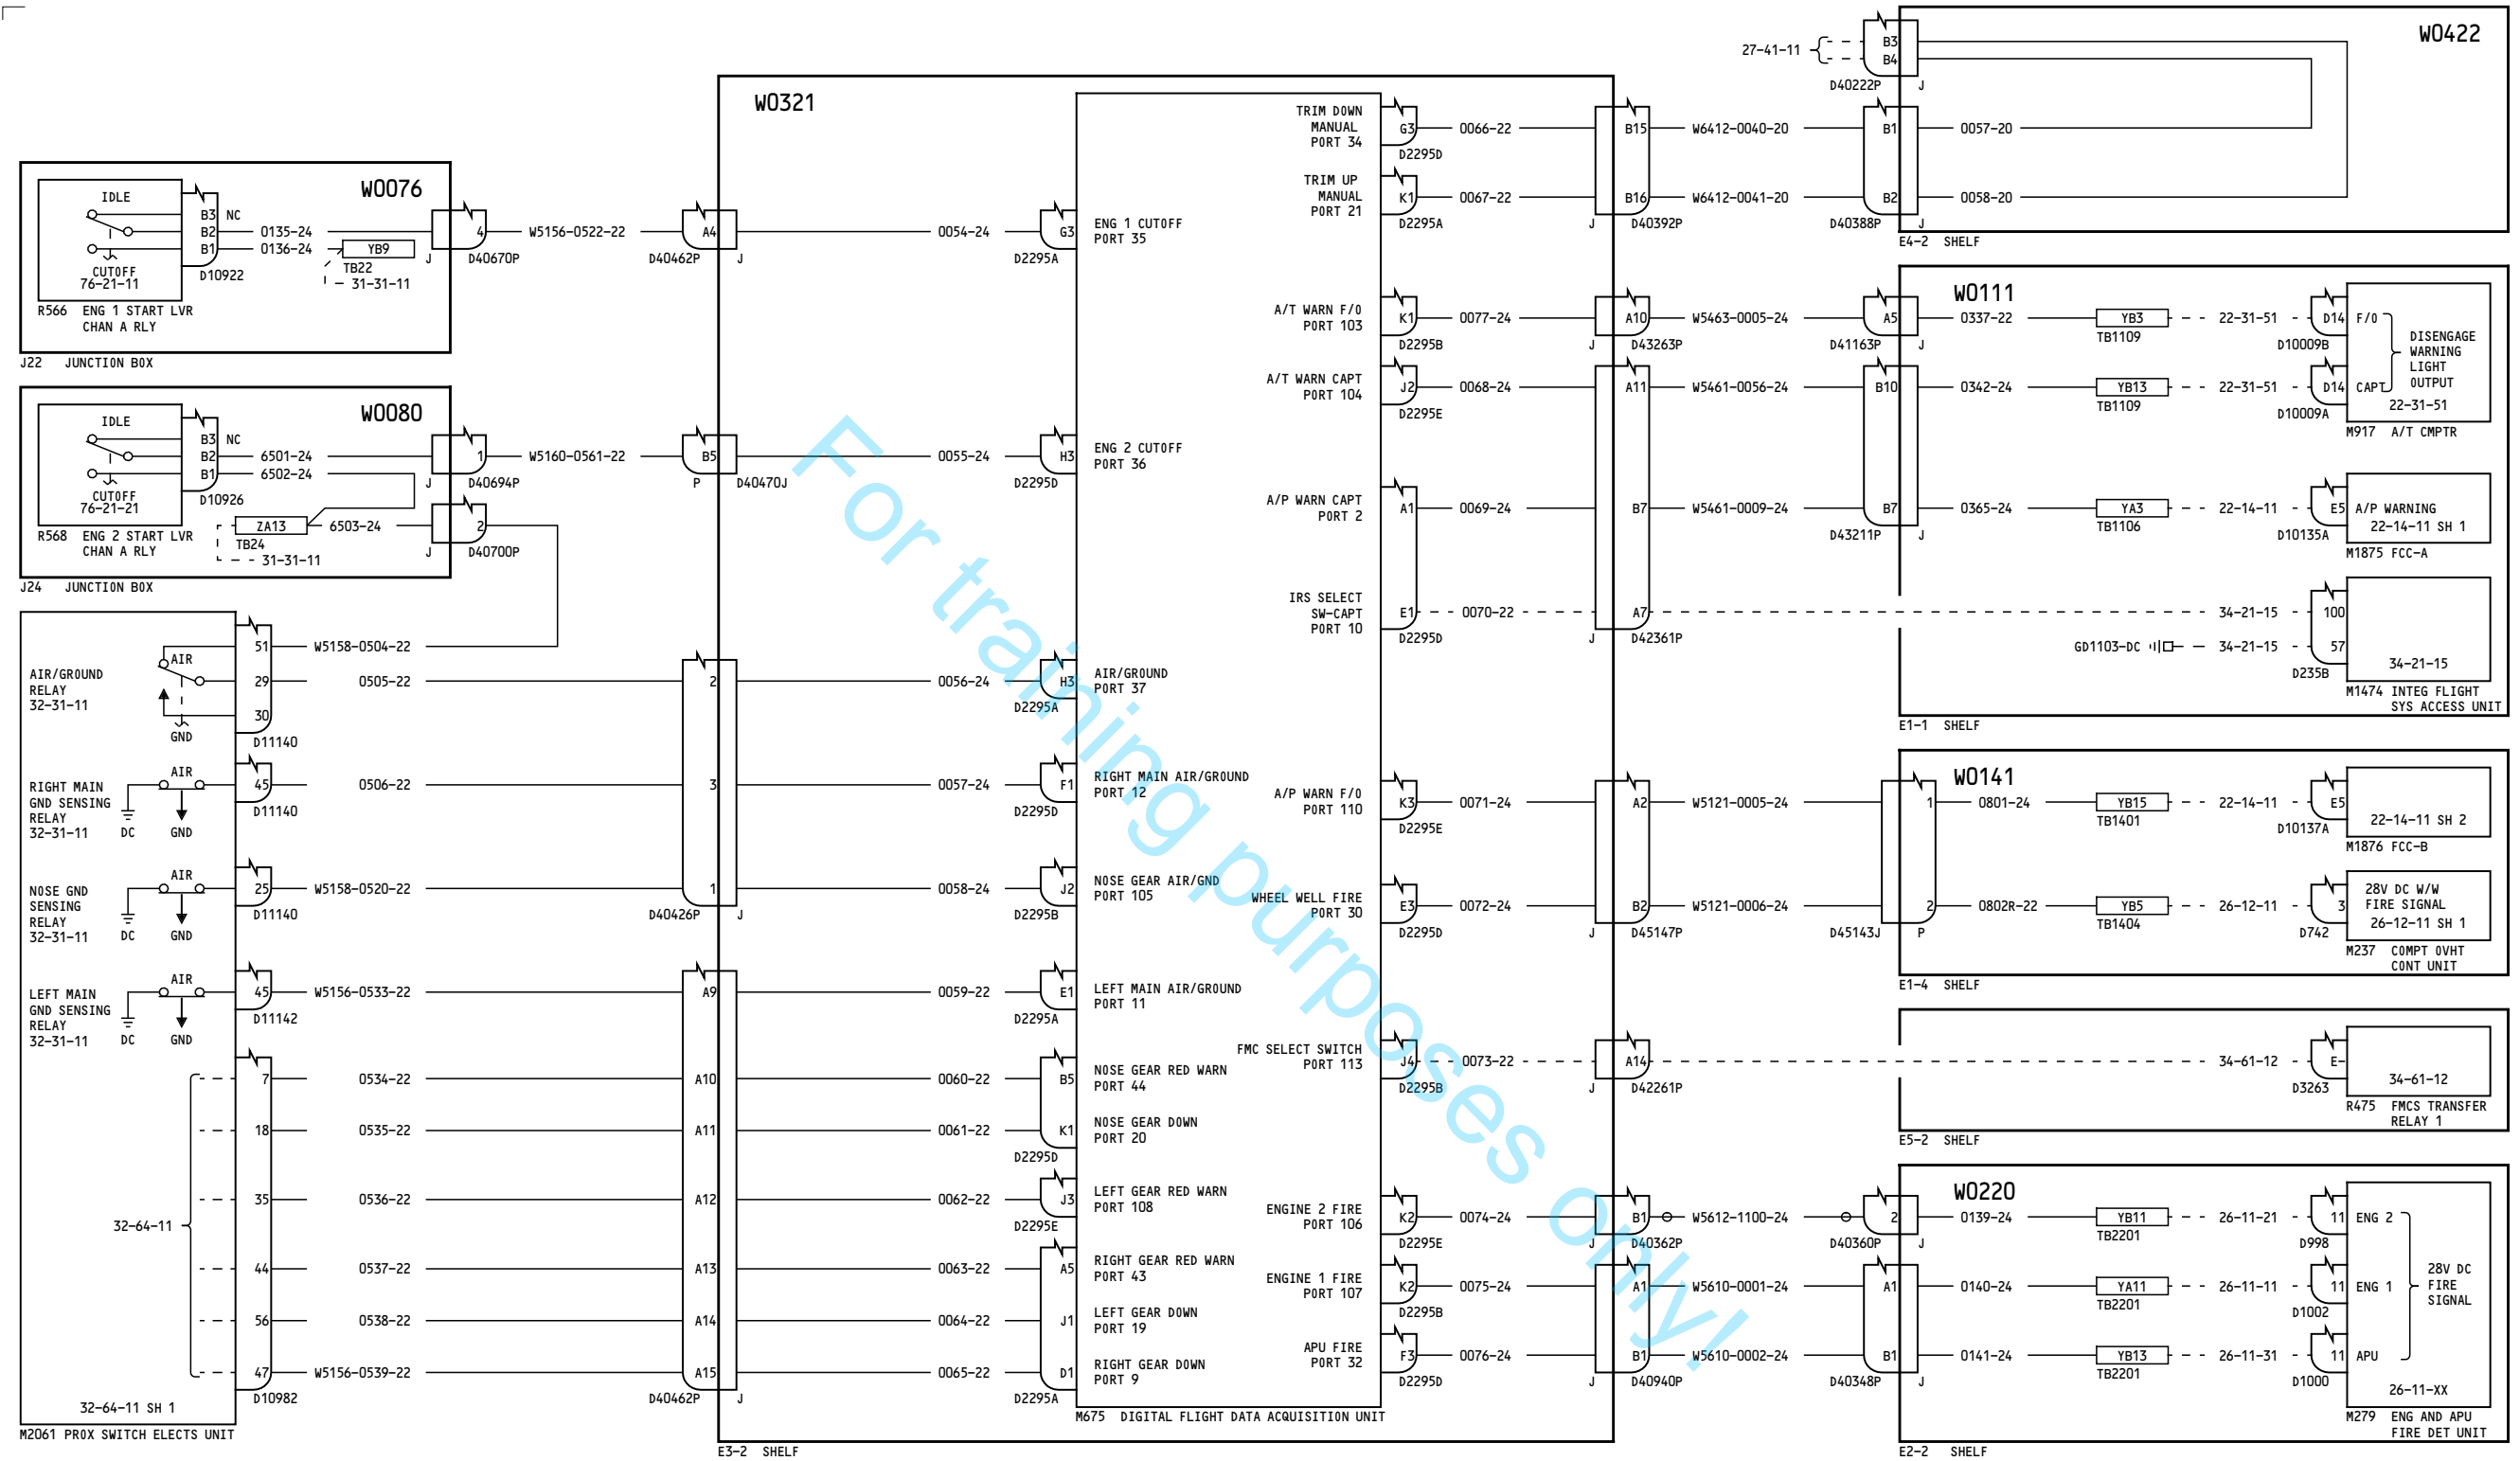 W0076
IDLE
B3 NC
B2 0135-24
B1 0136-24
YB9
TB22
31-31-11
CUTOFF
76-21-11
D10922
R566 ENG 1 START LVR
CHAN A RLY
J22 JUNCTION BOX
4
J D40670P
W5156-0522-22
A4
D40462P J
W0080
IDLE
B3 NC
B2 6501-24
B1 6502-24
CUTOFF
76-21-21
D10926
ZA13 6503-24
TB24
31-31-11
R568 ENG 2 START LVR
CHAN A RLY
J24 JUNCTION BOX
1
J D40694P
2
J D40700P
W5160-0561-22
B5
P D40470J
AIR/GROUND
RELAY
32-31-11
AIR
GND
51 W5158-0504-22
29 0505-22
30
D11140
2
RIGHT MAIN
GND SENSING
RELAY
32-31-11
DC
AIR
GND
45 0506-22
D11140
3
NOSE GND
SENSING
RELAY
32-31-11
DC
AIR
GND
25 W5158-0520-22
D11140
1
D40426P J
LEFT MAIN
GND SENSING
RELAY
32-31-11
DC
AIR
GND
45 W5156-0533-22
D11142
A9
32-64-11
7 0534-22 A10
18 0535-22 A11
35 0536-22 A12
44 0537-22 A13
56 0538-22 A14
47 W5156-0539-22 A15
D10982
D40462P J
32-64-11 SH 1
M2061 PROX SWITCH ELECTS UNIT
W0321
0054-24 G3 ENG 1 CUTOFF
PORT 35
D2295A
0055-24 H3 ENG 2 CUTOFF
PORT 36
D2295D
0056-24 H3 AIR/GROUND
PORT 37
D2295A
0057-24 F1 RIGHT MAIN AIR/GROUND
PORT 12
D2295D
0058-24 J2 NOSE GEAR AIR/GND
PORT 105
D2295B
0059-22 E1 LEFT MAIN AIR/GROUND
PORT 11
D2295A
0060-22 B5 NOSE GEAR RED WARN
PORT 44
0061-22 K1 NOSE GEAR DOWN
PORT 20
D2295D
0062-22 J3 LEFT GEAR RED WARN
PORT 108
D2295E
0063-22 A5 RIGHT GEAR RED WARN
PORT 43
0064-22 J1 LEFT GEAR DOWN
PORT 19
0065-22 D1 RIGHT GEAR DOWN
PORT 9
D2295A
M675 DIGITAL FLIGHT DATA ACQUISITION UNIT
E3-2 SHELF
TRIM DOWN
MANUAL
PORT 34
G3 0066-22 B15 W6412-0040-20 B1 0057-20
D2295D
TRIM UP
MANUAL
PORT 21
K1 0067-22 B16 W6412-0041-20 B2 0058-20
D2295A
J D40392P
D40388P J
27-41-11
B3
B4
D40222P J
W0422
E4-2 SHELF
A/T WARN F/O
PORT 103
K1 0077-24 A10 W5463-0005-24 A5 0337-22 YB3 22-31-51 D14 F/O
D2295B
J D43263P
D41163P J
TB1109
D10009B
W0111
A/T WARN CAPT
PORT 104
J2 0068-24 A11 W5461-0056-24 B10 0342-24 YB13 22-31-51 D14 CAPT
D2295E
TB1109
D10009A
DISENGAGE
WARNING
LIGHT
OUTPUT
22-31-51
M917 A/T CMPTR
A/P WARN CAPT
PORT 2
A1 0069-24 B7 W5461-0009-24 B7 0365-24 YA3 22-14-11 E5 A/P WARNING
22-14-11 SH 1
D43211P J
TB1106
D10135A
M1875 FCC-A
IRS SELECT
SW-CAPT
PORT 10
E1 0070-22 A7 34-21-15 100
D2295D
J D42361P
GD1103-DC 34-21-15 57
D235B
34-21-15
M1474 INTEG FLIGHT
SYS ACCESS UNIT
E1-1 SHELF
W0141
A/P WARN F/O
PORT 110
K3 0071-24 A2 W5121-0005-24 1 0801-24 YB15 22-14-11 E5
D2295E
TB1401
D10137A
22-14-11 SH 2
M1876 FCC-B
WHEEL WELL FIRE
PORT 30
E3 0072-24 B2 W5121-0006-24 2 0802R-22 YB5 26-12-11 3
D2295D
J D45147P
D45143J P
TB1404
D742
28V DC W/W
FIRE SIGNAL
26-12-11 SH 1
M237 COMPT OVHT
CONT UNIT
E1-4 SHELF
FMC SELECT SWITCH
PORT 113
J4 0073-22 A14 34-61-12 E-
D2295B
J D42261P
D3263
34-61-12
R475 FMCS TRANSFER
RELAY 1
E5-2 SHELF
W0220
ENGINE 2 FIRE
PORT 106
K2 0074-24 B1 W5612-1100-24 2 0139-24 YB11 26-11-21 11 ENG 2
D2295E
J D40362P
D40360P J
TB2201
D998
ENGINE 1 FIRE
PORT 107
K2 0075-24 A1 W5610-0001-24 A1 0140-24 YA11 26-11-11 11 ENG 1
D2295B
TB2201
D1002
28V DC
FIRE
SIGNAL
APU FIRE
PORT 32
F3 0076-24 B1 W5610-0002-24 B1 0141-24 YB13 26-11-31 11 APU
D2295D
J D40940P
D40348P J
TB2201
D1000
26-11-XX
M279 ENG AND APU
FIRE DET UNIT
E2-2 SHELF
For training purposes only!